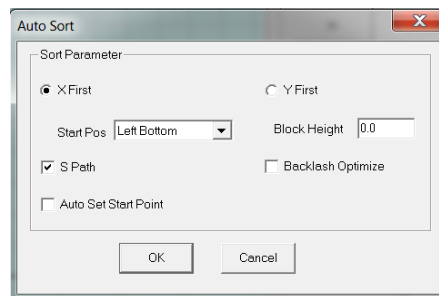 Auto Sort
Sort Parameter
X First
Y First
Start Pos
Left Bottom
Block Height
0.0
S Path
Backlash Optimize
Auto Set Start Point
OK
Cancel